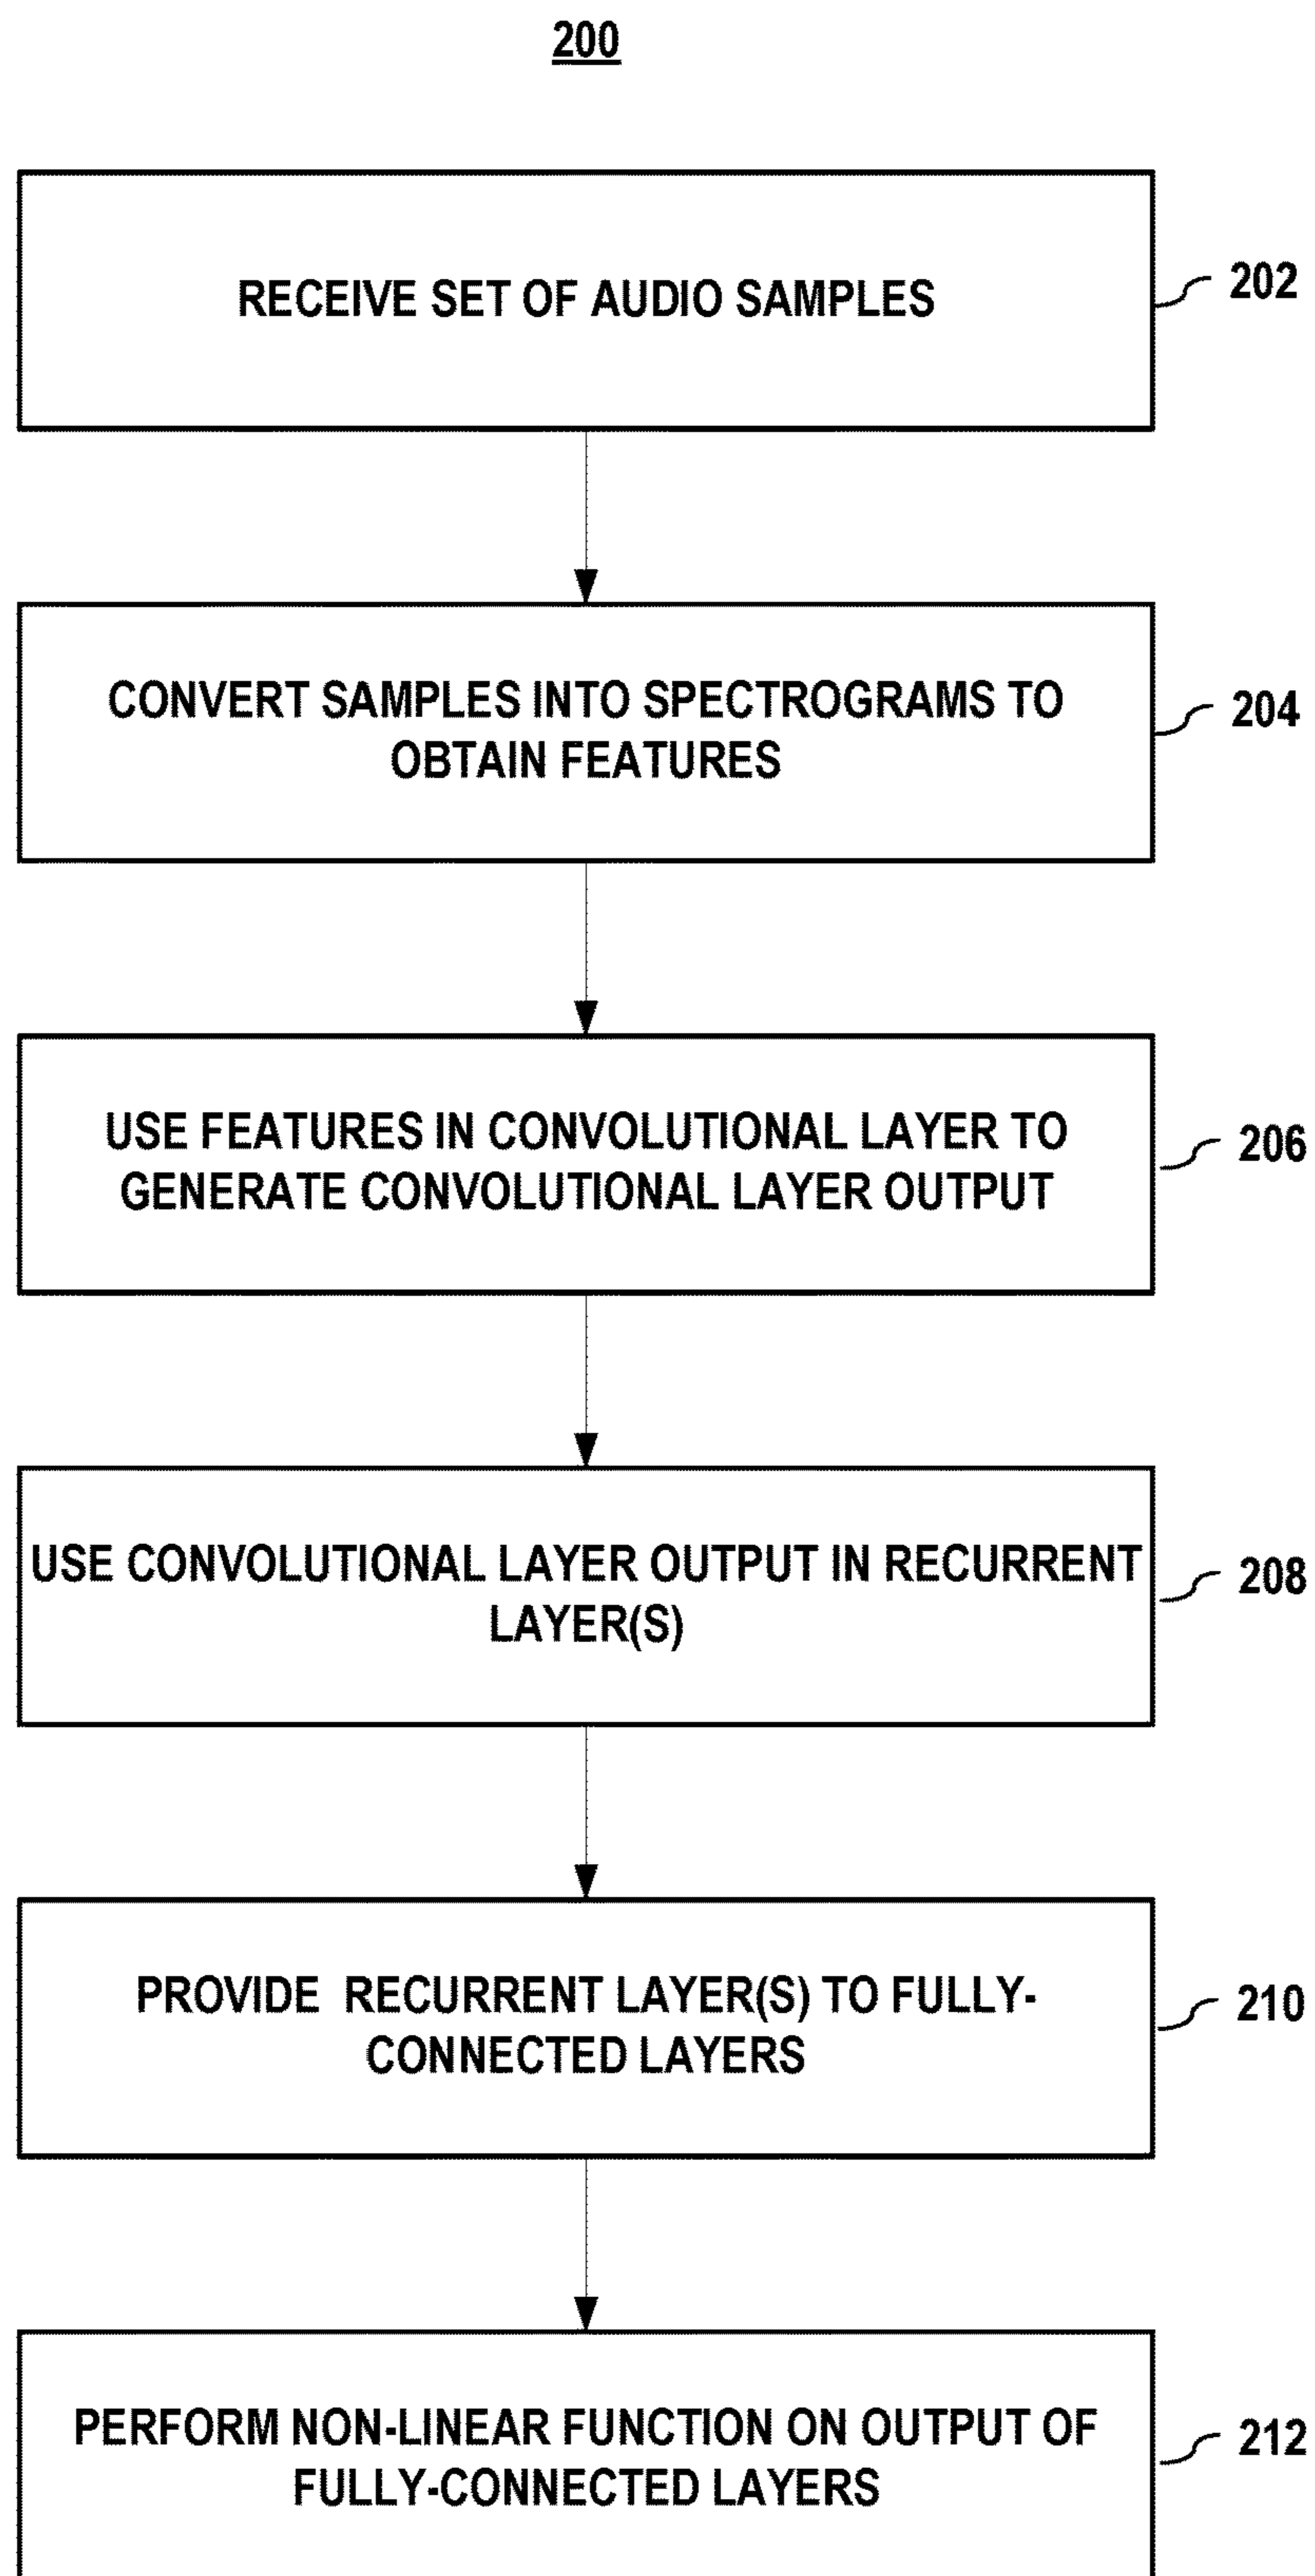 200
RECEIVE SET OF AUDIO SAMPLES
202
CONVERT SAMPLES INTO SPECTROGRAMS TO
OBTAIN FEATURES
204
USE FEATURES IN CONVOLUTIONAL LAYER TO
GENERATE CONVOLUTIONAL LAYER OUTPUT
206
USE CONVOLUTIONAL LAYER OUTPUT IN RECURRENT
LAYER(S)
208
PROVIDE RECURRENT LAYER(S) TO FULLY-
CONNECTED LAYERS
210
PERFORM NON-LINEAR FUNCTION ON OUTPUT OF
FULLY-CONNECTED LAYERS
212